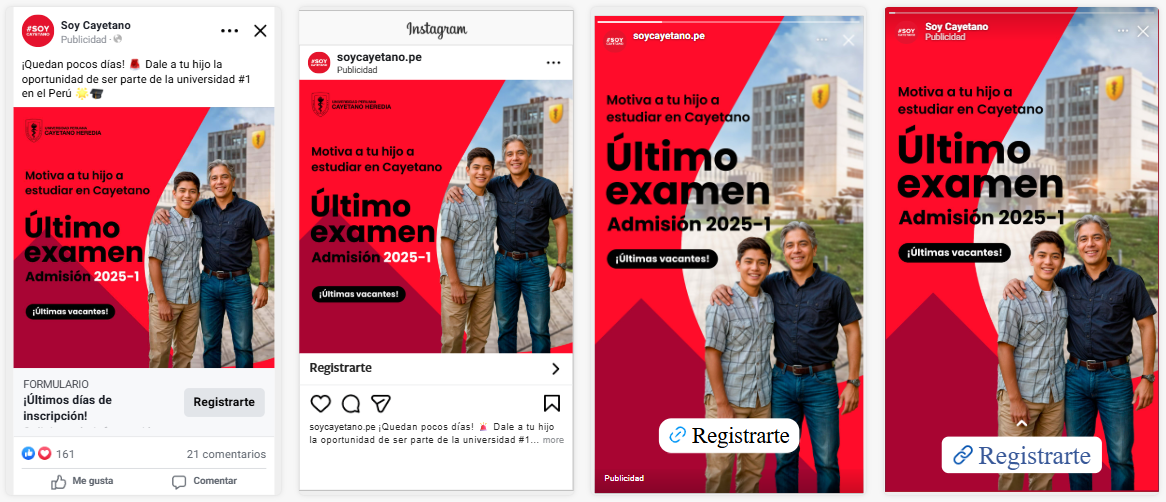 #SOY
CAYETANO
Soy Cayetano
Publicidad ·
¡Quedan pocos días! Dale a tu hijo la
oportunidad de ser parte de la universidad #1
en el Perú
UNIVERSIDAD PERUANA
CAYETANO HEREDIA
Motiva a tu hijo a
estudiar en Cayetano
Último
examen
Admisión 2025-1
¡Últimas vacantes!
FORMULARIO
¡Últimos días de
inscripción!
Registrarte
161
21 comentarios
Me gusta
Comentar
Instagram
#SOY
CAYETANO
soycayetano.pe
Publicidad
UNIVERSIDAD PERUANA
CAYETANO HEREDIA
Motiva a tu hijo a
estudiar en Cayetano
Último
examen
Admisión 2025-1
¡Últimas vacantes!
Registrarte
soycayetano.pe ¡Quedan pocos días! Dale a tu hijo
la oportunidad de ser parte de la universidad #1... more
#SOY
CAYETANO
soycayetano.pe
Motiva a tu hijo a
estudiar en Cayetano
Último
examen
Admisión 2025-1
¡Últimas vacantes!
Registrarte
Publicidad
#SOY
CAYETANO
Soy Cayetano
Publicidad
Motiva a tu hijo a
estudiar en Cayetano
Último
examen
Admisión 2025-1
¡Últimas vacantes!
Registrarte